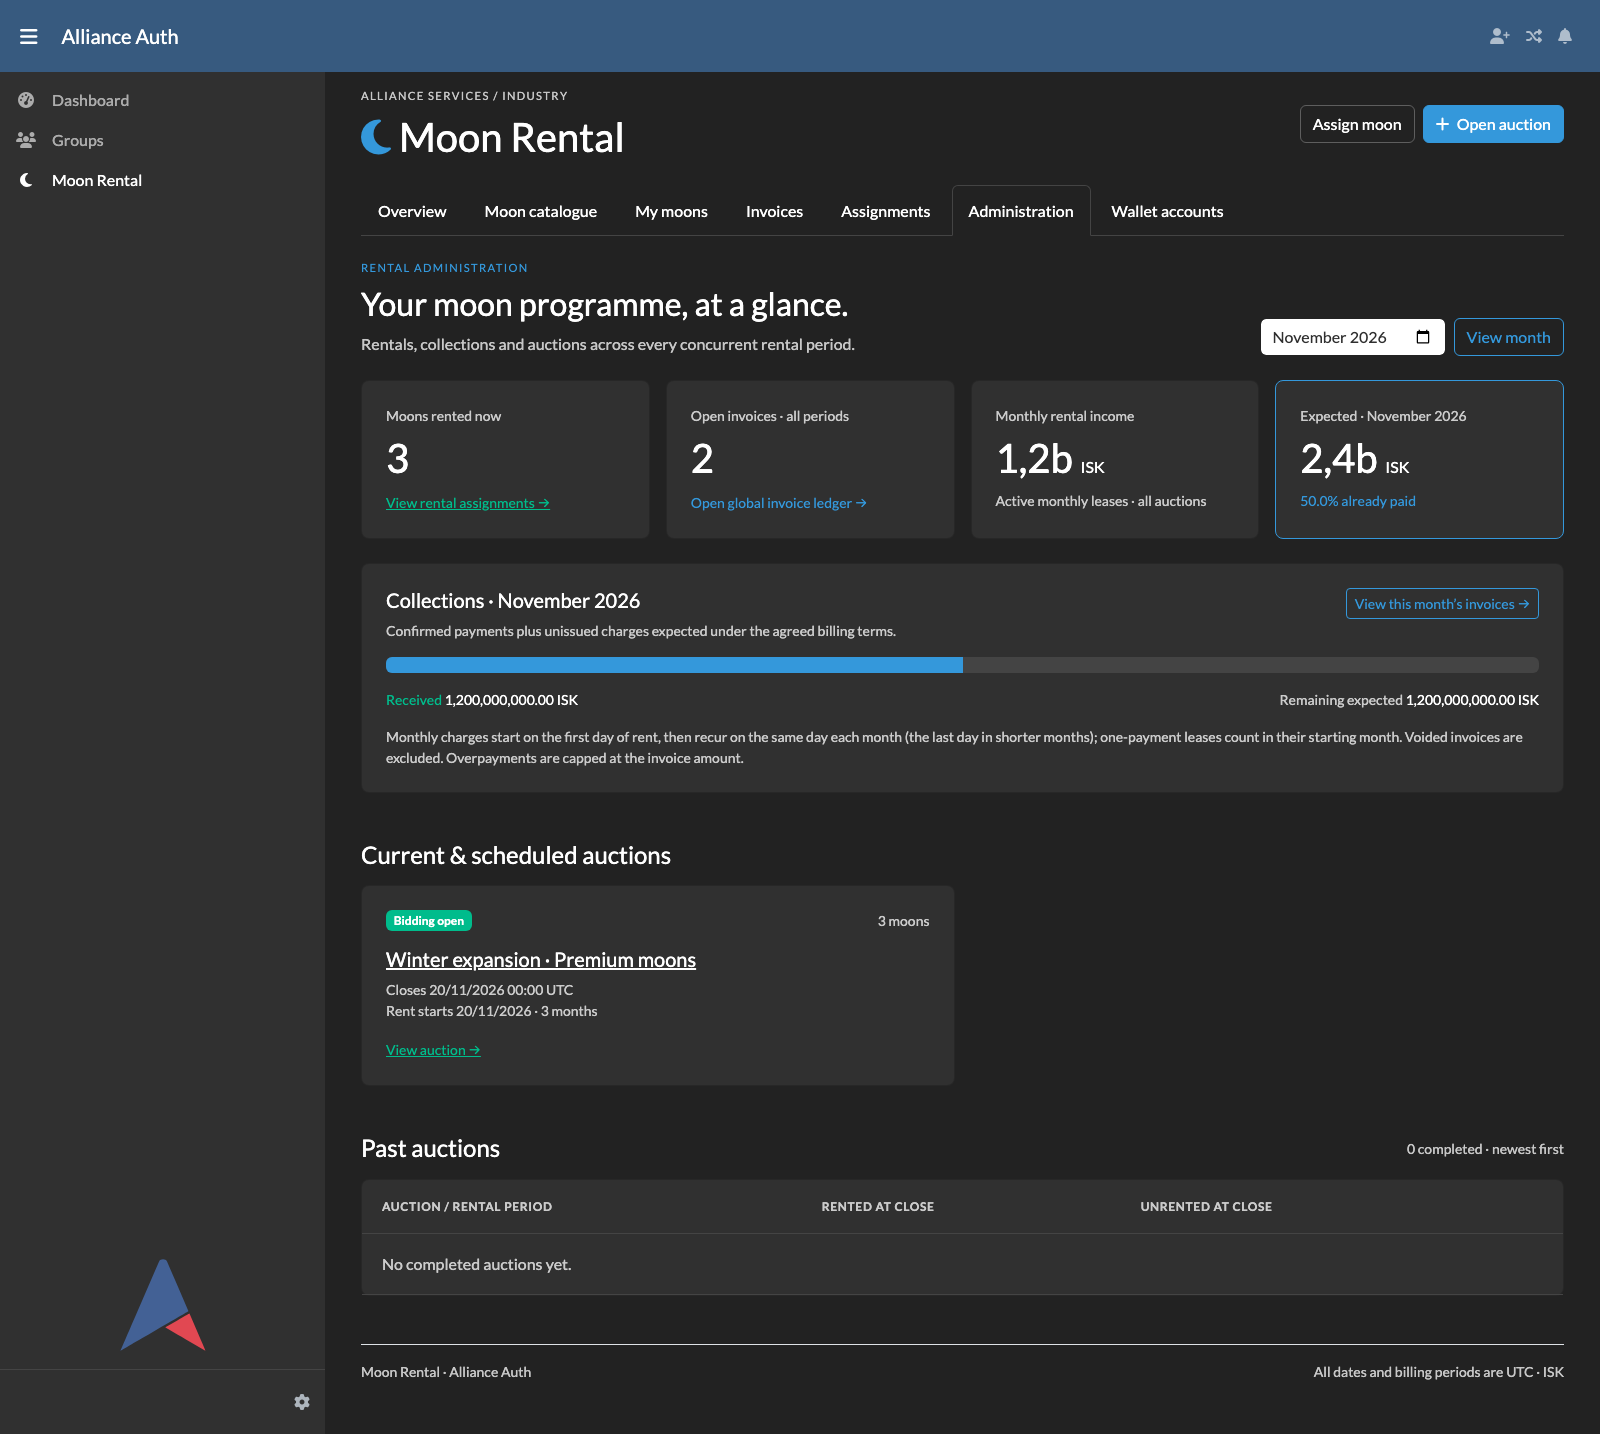 Alliance Auth
Dashboard
Groups
Moon Rental
ALLIANCE SERVICES / INDUSTRY
Moon Rental
Assign moon
Open auction
Overview
Moon catalogue
My moons
Invoices
Assignments
Administration
Wallet accounts
RENTAL ADMINISTRATION
Your moon programme, at a glance.
Rentals, collections and auctions across every concurrent rental period.
November 2026
View month
Moons rented now
3
View rental assignments →
Open invoices · all periods
2
Open global invoice ledger →
Monthly rental income
1,2b ISK
Active monthly leases · all auctions
Expected · November 2026
2,4b ISK
50.0% already paid
Collections · November 2026
View this month's invoices →
Confirmed payments plus unissued charges expected under the agreed billing terms.
Received 1,200,000,000.00 ISK
Remaining expected 1,200,000,000.00 ISK
Monthly charges start on the first day of rent, then recur on the same day each month (the last day in shorter months); one-payment leases count in their starting month. Voided invoices are
excluded. Overpayments are capped at the invoice amount.
Current & scheduled auctions
Bidding open
3 moons
Winter expansion · Premium moons
Closes 20/11/2026 00:00 UTC
Rent starts 20/11/2026 · 3 months
View auction →
Past auctions
0 completed · newest first
AUCTION / RENTAL PERIOD
RENTED AT CLOSE
UNRENTED AT CLOSE
No completed auctions yet.
Moon Rental · Alliance Auth
All dates and billing periods are UTC · ISK